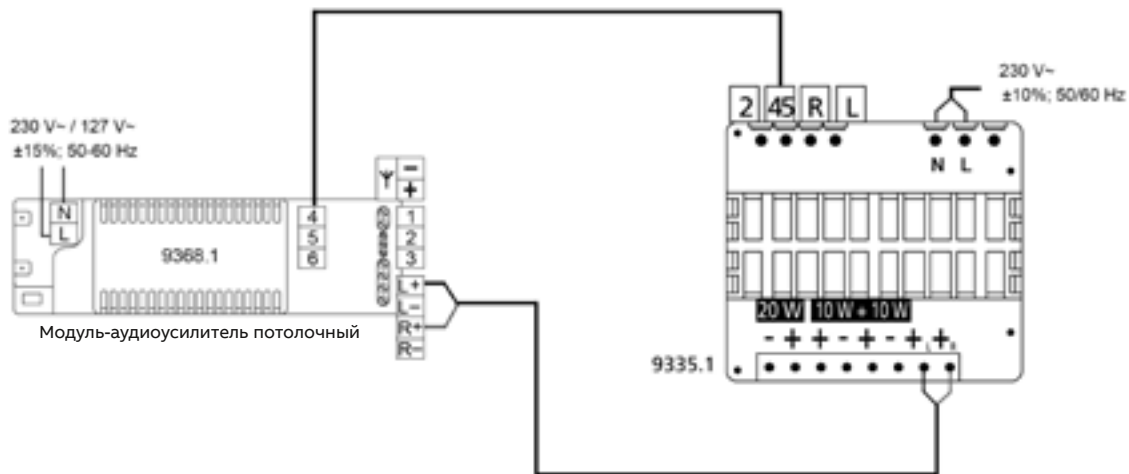 2 45 R L
230 V~
±10%; 50/60 Hz
230 V~ / 127 V~
±15%; 50-60 Hz
N L
N
L
9368.1
4
5
6
−
+
1
2
3
L+
L−
R+
R−
Модуль-аудиоусилитель потолочный
20 W 10 W + 10 W
- + + - + - + +
L R
9335.1